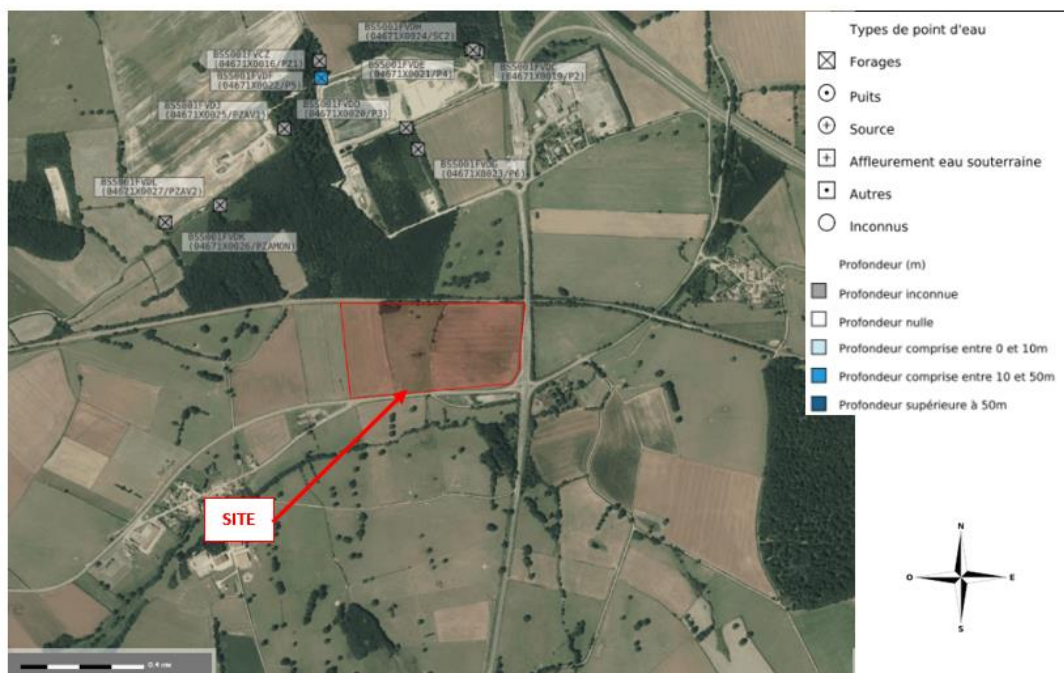 BSS001FVDH
(04671X0024/SC2)
BSS001FVCZ
(04671X0016/PZ1)
BSS001FVDF
(04671X0022/P5)
BSS001FVDE
(04671X0021/P4)
BSS001FVDC
(04671X0019/P2)
BSS001FVDJ
(04671X0025/PZAV1)
BSS001FVDD
(04671X0020/P3)
BSS001FVDG
(04671X0023/P6)
BSS001FVDL
(04671X0027/PZAV2)
BSS001FVDK
(04671X0026/PZAMON)
SITE
Types de point d'eau
Forages
Puits
Source
Affleurement eau souterraine
Autres
Inconnus
Profondeur (m)
Profondeur inconnue
Profondeur nulle
Profondeur comprise entre 0 et 10m
Profondeur comprise entre 10 et 50m
Profondeur supérieure à 50m
N
O
E
S